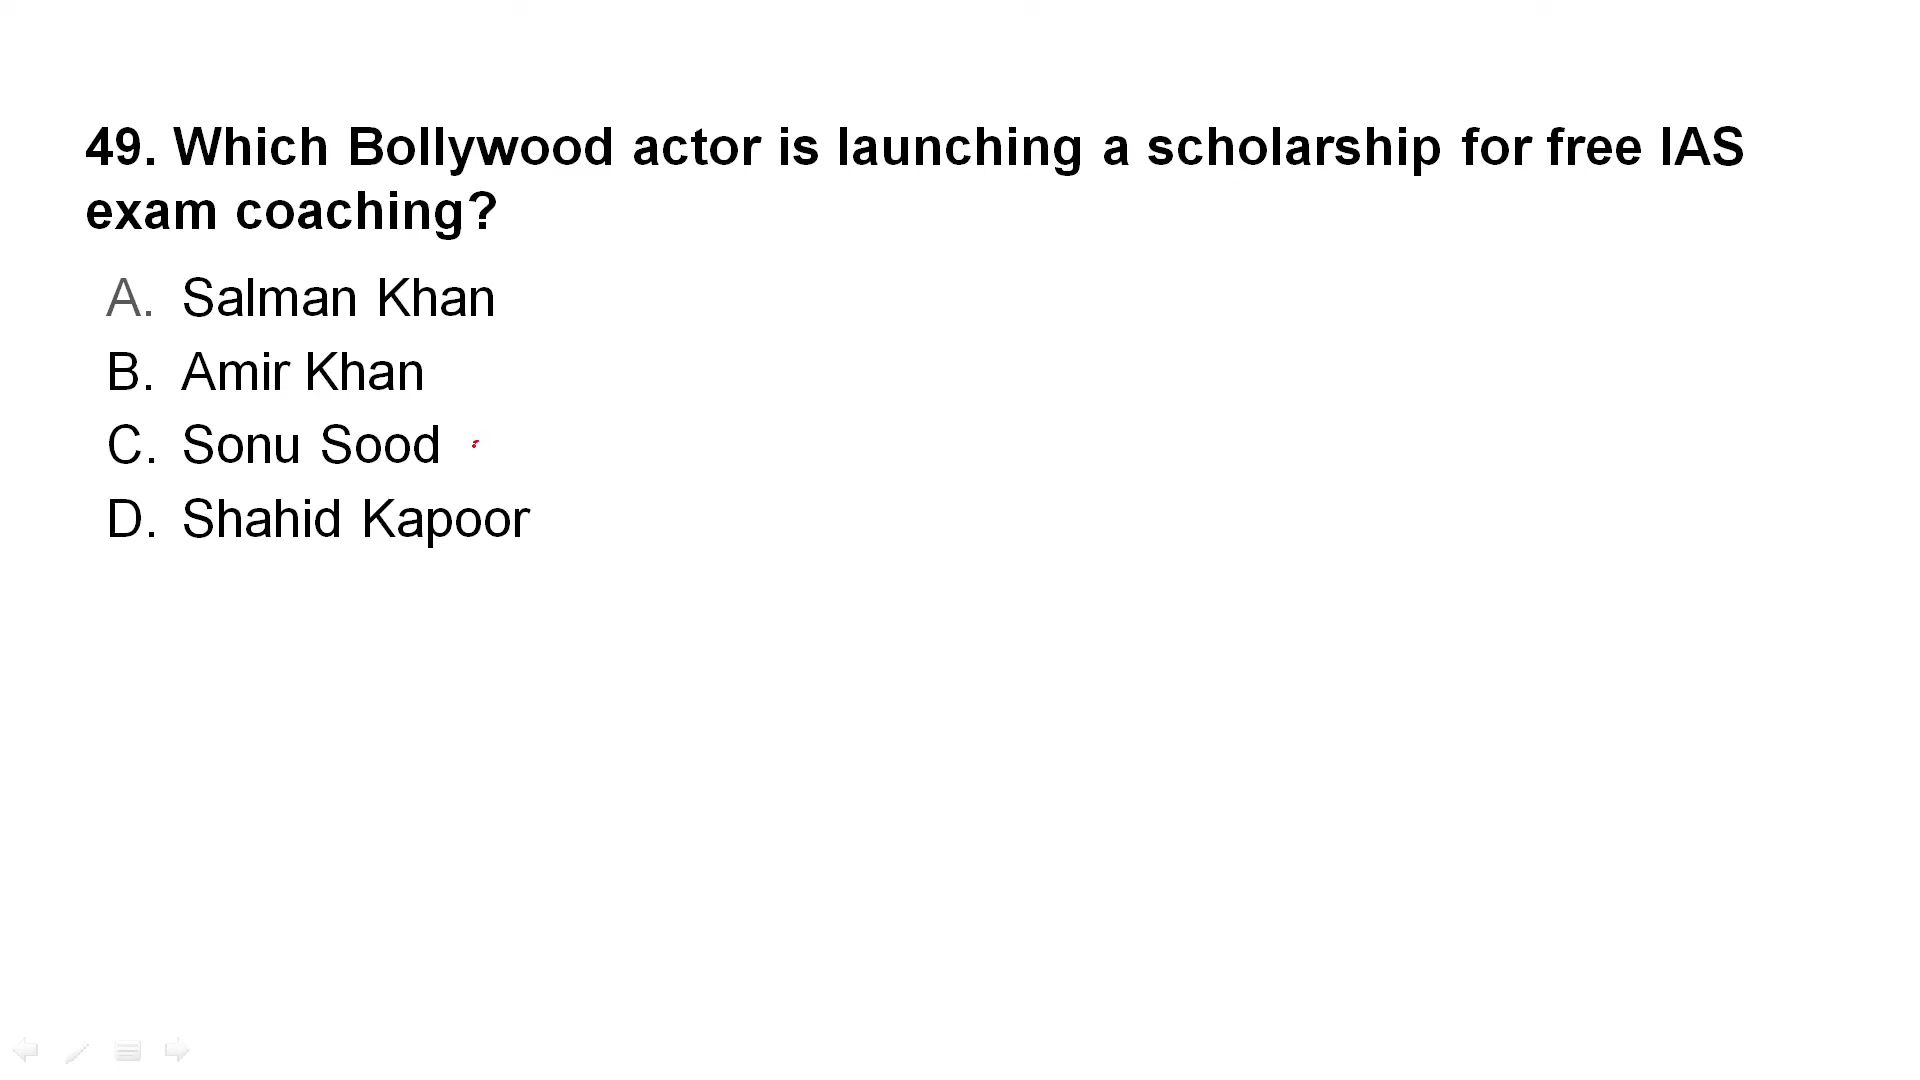 49. Which Bollywood actor is launching a scholarship for free IAS
exam coaching?
A. Salman Khan
B. Amir Khan
C. Sonu Sood
D. Shahid Kapoor